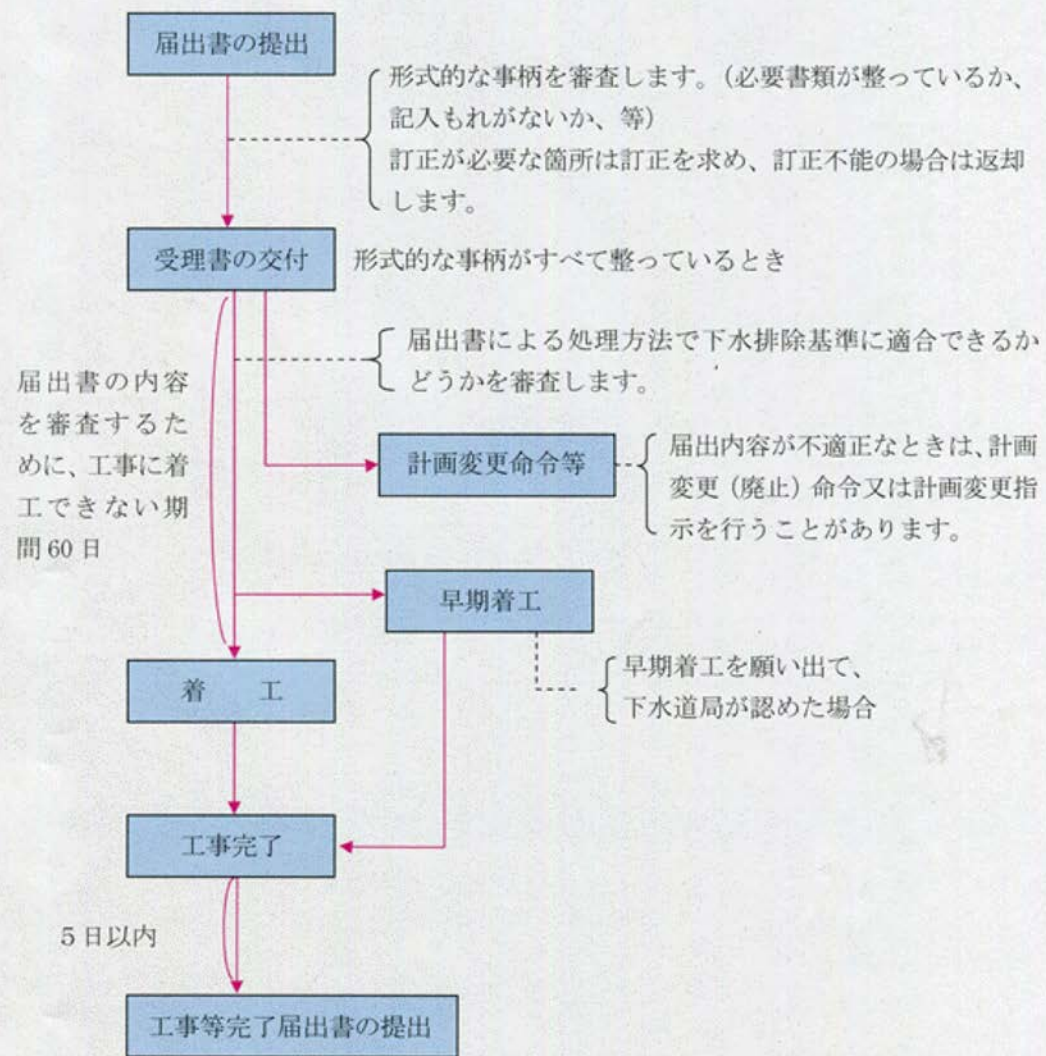 届出書の提出
形式的な事柄を審査します。（必要書類が整っているか、
記入もれがないか、等）
訂正が必要な箇所は訂正を求め、訂正不能の場合は返却
します。
受理書の交付
形式的な事柄がすべて整っているとき
届出書による処理方法で下水排除基準に適合できるか
どうかを審査します。
届出書の内容
を審査するた
めに、工事に着
工できない期
間60日
計画変更命令等
届出内容が不適正なときは、計画
変更（廃止）命令又は計画変更指
示を行うことがあります。
早期着工
早期着工を願い出て、
下水道局が認めた場合
着　工
工事完了
5日以内
工事等完了届出書の提出